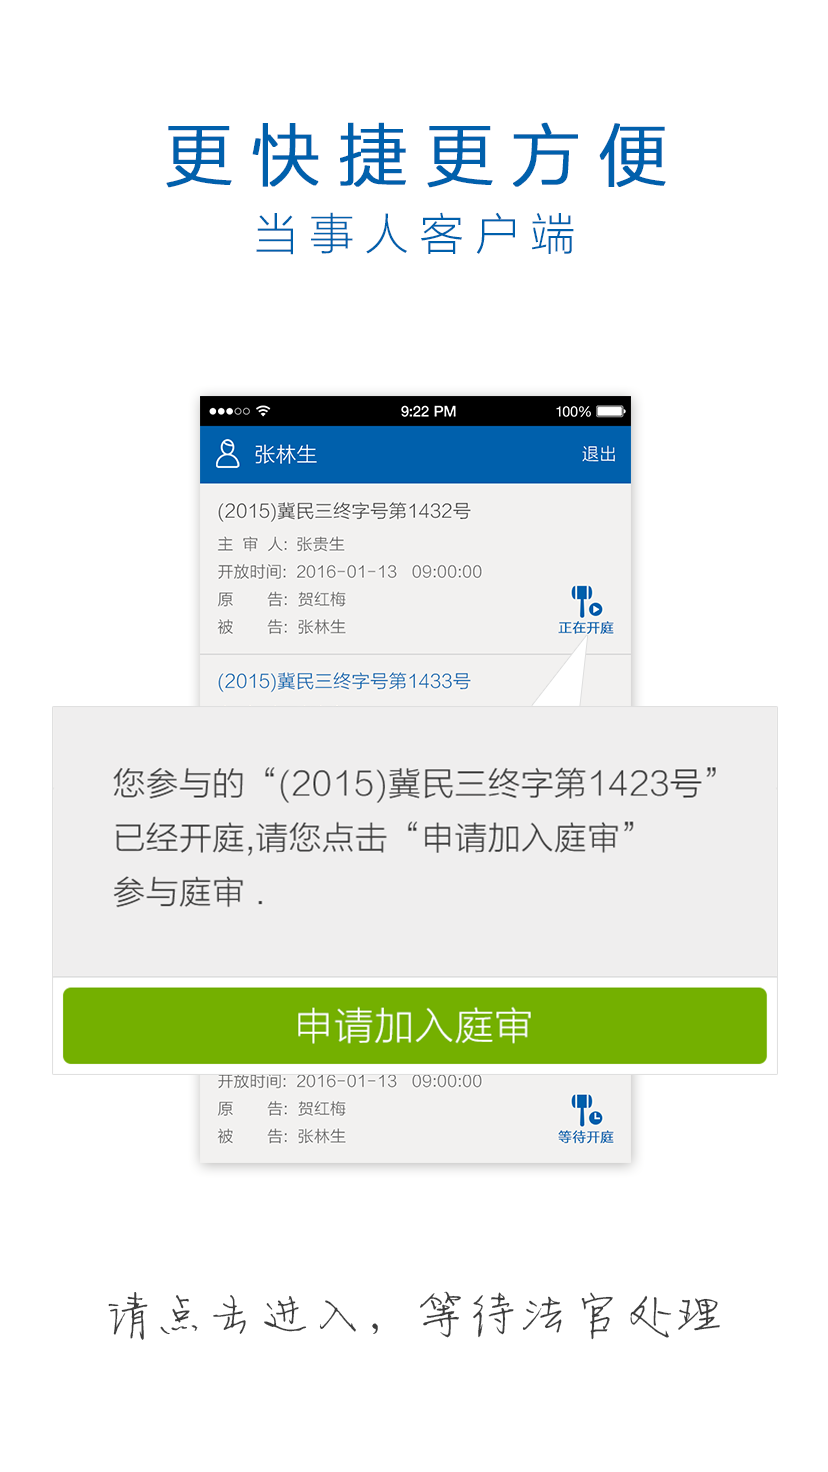 更快捷更方便
当事人客户端
9:22 PM 100%
张林生 退出
(2015)冀民三终字号第1432号
主 审 人: 张贵生
开放时间: 2016-01-13 09:00:00
原 告: 贺红梅
被 告: 张林生
正在开庭
(2015)冀民三终字号第1433号
您参与的“(2015)冀民三终字第1423号”
已经开庭,请您点击“申请加入庭审”
参与庭审 .
申请加入庭审
开放时间: 2016-01-13 09:00:00
原 告: 贺红梅
被 告: 张林生
等待开庭
请点击进入，等待法官处理